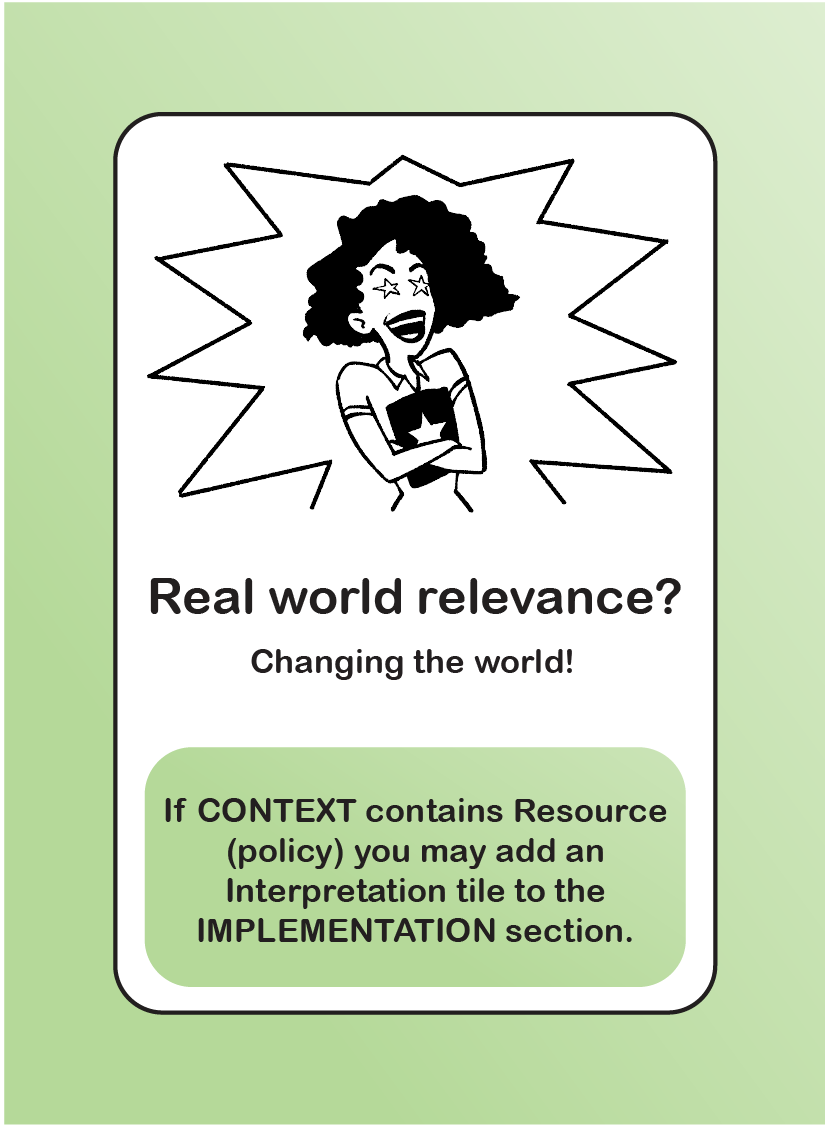 Real world relevance?
Changing the world!
If CONTEXT contains Resource
(policy) you may add an
Interpretation tile to the
IMPLEMENTATION section.